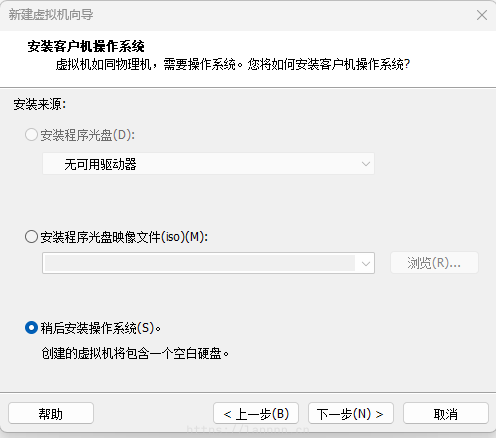 新建虚拟机向导
安装客户机操作系统
虚拟机如同物理机，需要操作系统。您将如何安装客户机操作系统?
安装来源:
安装程序光盘(D):
无可用驱动器
安装程序光盘映像文件(iso)(M):
浏览(R)...
稍后安装操作系统(S)。
创建的虚拟机将包含一个空白硬盘。
帮助
< 上一步(B)
下一步(N) >
取消